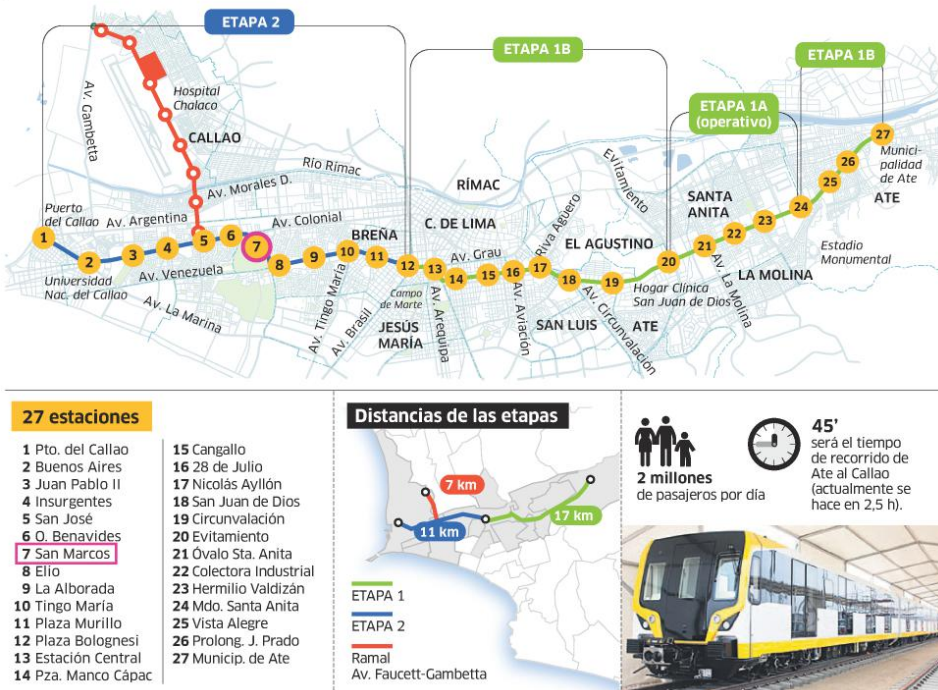 ETAPA 2
ETAPA 1B
ETAPA 1B
ETAPA 1A
(operativo)
Av. Gambetta
Hospital
Chalaco
CALLAO
Río Rímac
Av. Morales D.
Av. Argentina
Av. Colonial
Puerto
del Callao
Universidad
Nac. del Callao
Av. Venezuela
Av. La Marina
BREÑA
RÍMAC
C. DE LIMA
Av. Grau
Riva Agüero
Evitamiento
EL AGUSTINO
SANTA
ANITA
Munici-
palidad
de Ate
ATE
Estadio
Monumental
LA MOLINA
Av. La Molina
Hogar Clínica
San Juan de Dios
ATE
Av. Circunvalación
SAN LUIS
Av. Aviación
Av. Arequipa
Campo
de Marte
JESÚS
MARÍA
Av. Brasil
Av. Tingo María
1
2
3
4
5
6
7
8
9
10
11
12
13
14
15
16
17
18
19
20
21
22
23
24
25
26
27
27 estaciones
1 Pto. del Callao
2 Buenos Aires
3 Juan Pablo II
4 Insurgentes
5 San José
6 O. Benavides
7 San Marcos
8 Elio
9 La Alborada
10 Tingo María
11 Plaza Murillo
12 Plaza Bolognesi
13 Estación Central
14 Pza. Manco Cápac
15 Cangallo
16 28 de Julio
17 Nicolás Ayllón
18 San Juan de Dios
19 Circunvalación
20 Evitamiento
21 Óvalo Sta. Anita
22 Colectora Industrial
23 Hermilio Valdizán
24 Mdo. Santa Anita
25 Vista Alegre
26 Prolong. J. Prado
27 Municip. de Ate
Distancias de las etapas
7 km
11 km
17 km
ETAPA 1
ETAPA 2
Ramal
Av. Faucett-Gambetta
2 millones
de pasajeros por día
45’
será el tiempo
de recorrido de
Ate al Callao
(actualmente se
hace en 2,5 h).